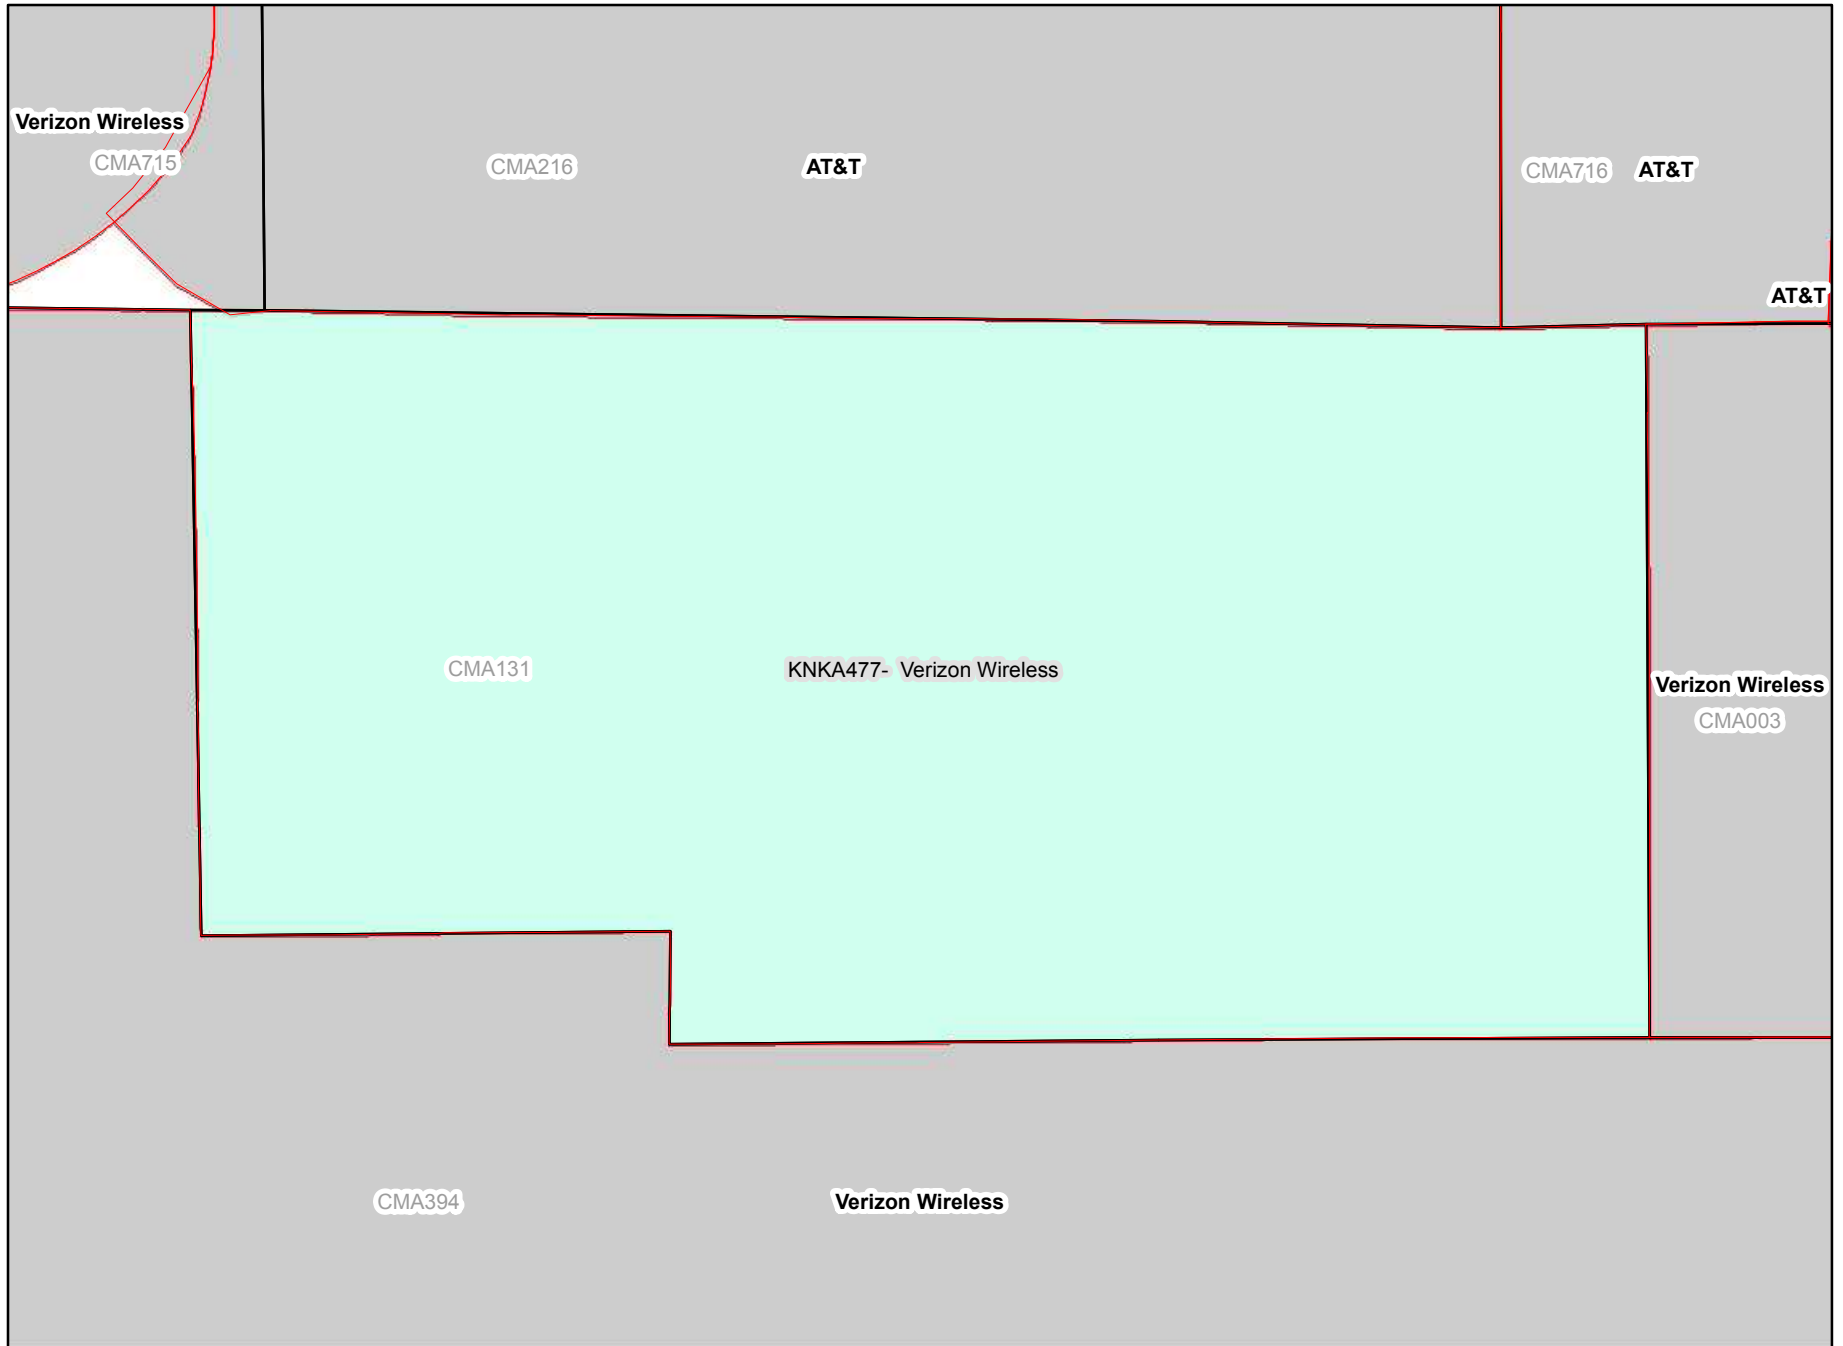 Verizon Wireless
CMA715
CMA216
AT&T
CMA716
AT&T
AT&T
CMA131
KNKA477- Verizon Wireless
Verizon Wireless
CMA003
CMA394
Verizon Wireless